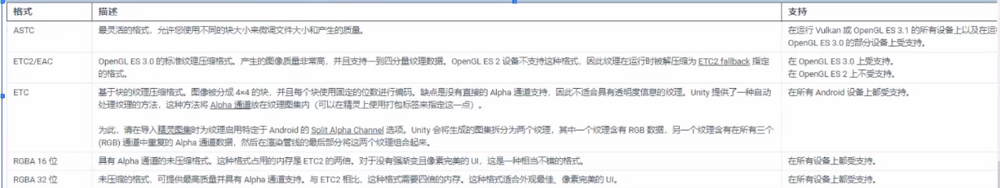 格式 描述 支持
ASTC 最灵活的格式，允许您使用不同的块大小来微调文件大小和产生的质量。 在运行 Vulkan 或 OpenGL ES 3.1 的所有设备上以及在运
OpenGL ES 3.0 的部分设备上受支持。
ETC2/EAC OpenGL ES 3.0 的标准纹理压缩格式。产生的图像质量非常高，并且支持一到四分量纹理数据。OpenGL ES 2 设备不支持这种格式，因此纹理在运行时被解压缩为 ETC2 fallback 指定 在 OpenGL ES 3.0 上受支持。
的格式。 在 OpenGL ES 2 上不受支持。
ETC 基于块的纹理压缩格式。图像被分成 4×4 的块，并且每个块使用固定的位数进行编码。缺点是没有直接的 Alpha 通道支持，因此不适合具有透明度信息的纹理。Unity 提供了一种自动 在所有 Android 设备上都受支持。
处理纹理的方法，这种方法将 Alpha 通道放在纹理图集内（可以在精灵上使用打包标签来指定这一点）。
为此，请在导入精灵图集时为纹理启用特定于 Android 的 Split Alpha Channel 选项。Unity 会将生成的图集拆分为两个纹理，其中一个纹理含有 RGB 数据，另一个纹理含有在所有三个
(RGB) 通道中重复的 Alpha 通道数据，然后在渲染管线的最后部分将这两个纹理组合起来。
RGBA 16 位 具有 Alpha 通道的未压缩格式。这种格式占用的内存是 ETC2 的两倍。对于没有强渐变且像素完美的 UI，这是一种相当不错的格式。 在所有设备上都受支持。
RGBA 32 位 未压缩的格式，可提供最高质量并具有 Alpha 通道支持。与 ETC2 相比，这种格式需要四倍的内存。这种格式适合外观最佳、像素完美的 UI。 在所有设备上都受支持。